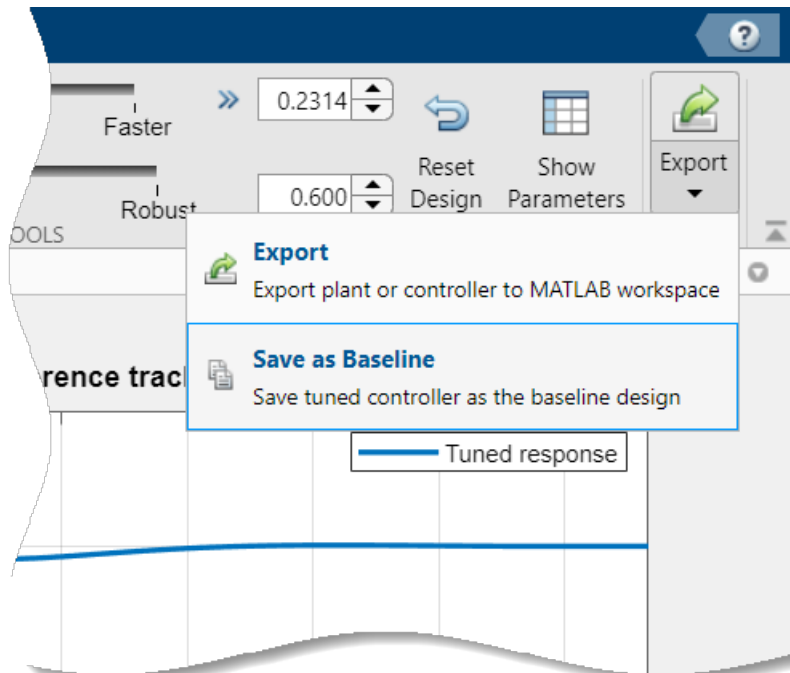 ?
Faster
0.2314
Reset
Design
Show
Parameters
Export
Robust
0.600
OOLS
Export
Export plant or controller to MATLAB workspace
Save as Baseline
Save tuned controller as the baseline design
rence trac
Tuned response